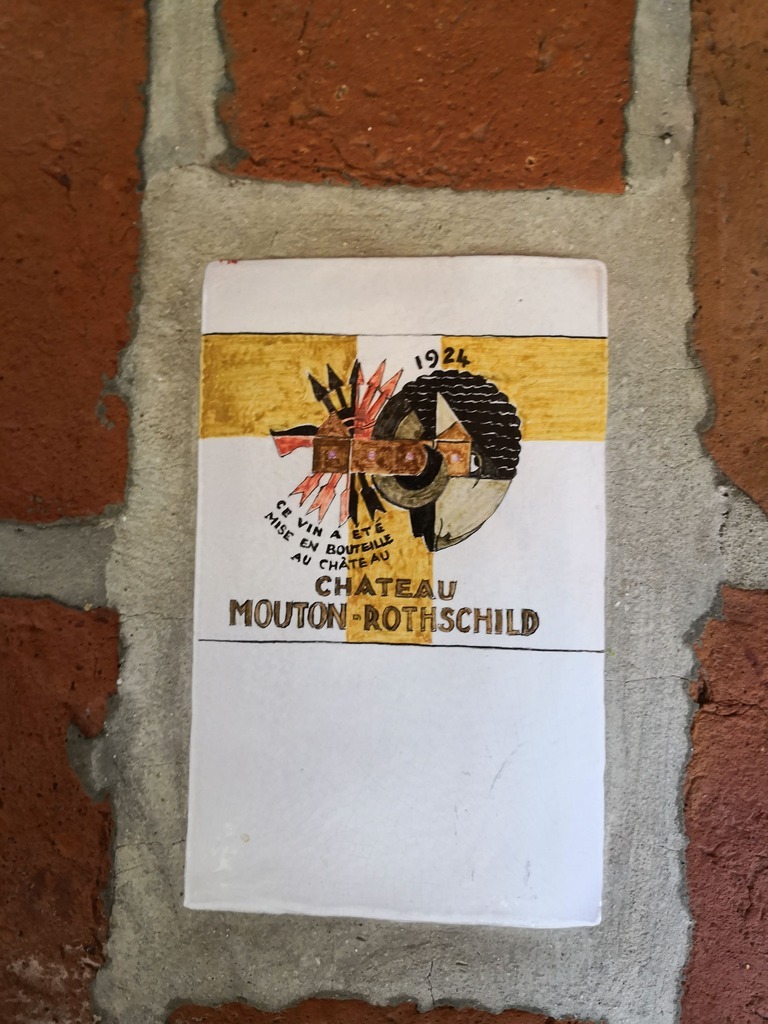 1924
CE VIN A ÉTÉ
MISE EN BOUTEILLE
AU CHÂTEAU
CHATEAU
MOUTON-ROTHSCHILD